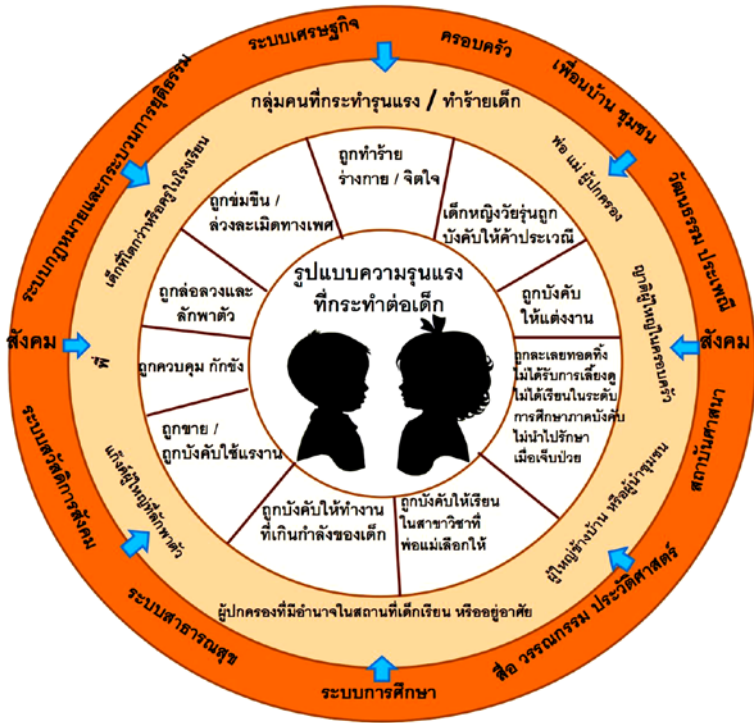 ระบบเศรษฐกิจ
ครอบครัว
เพื่อนบ้าน ชุมชน
วัฒนธรรม ประเพณี
สังคม
สถาบันศาสนา
สื่อ วรรณกรรม ประวัติศาสตร์
ระบบการศึกษา
ระบบสาธารณสุข
ระบบสวัสดิการสังคม
สังคม
ระบบกฎหมายและกระบวนการยุติธรรม
กลุ่มคนที่กระทำรุนแรง / ทำร้ายเด็ก
พ่อ แม่ ผู้ปกครอง
ญาติผู้ใหญ่ในครอบครัว
ผู้ใหญ่ข้างบ้าน หรือผู้นำชุมชน
ผู้ปกครองที่มีอำนาจในสถานที่เด็กเรียน หรืออยู่อาศัย
แก๊งค์ผู้ใหญ่ที่ลักพาตัว
พี่
เด็กที่โตกว่าหรือครูในโรงเรียน
ถูกทำร้าย
ร่างกาย / จิตใจ
เด็กหญิงวัยรุ่นถูก
บังคับให้ค้าประเวณี
ถูกบังคับ
ให้แต่งงาน
ถูกละเลยทอดทิ้ง
ไม่ได้รับการเลี้ยงดู
ไม่ได้เรียนในระดับ
การศึกษาภาคบังคับ
ไม่นำไปรักษา
เมื่อเจ็บป่วย
ถูกบังคับให้เรียน
ในสาขาวิชาที่
พ่อแม่เลือกให้
ถูกบังคับให้ทำงาน
ที่เกินกำลังของเด็ก
ถูกขาย /
ถูกบังคับใช้แรงงาน
ถูกควบคุม กักขัง
ถูกล่อลวงและ
ลักพาตัว
ถูกข่มขืน /
ล่วงละเมิดทางเพศ
รูปแบบความรุนแรง
ที่กระทำต่อเด็ก